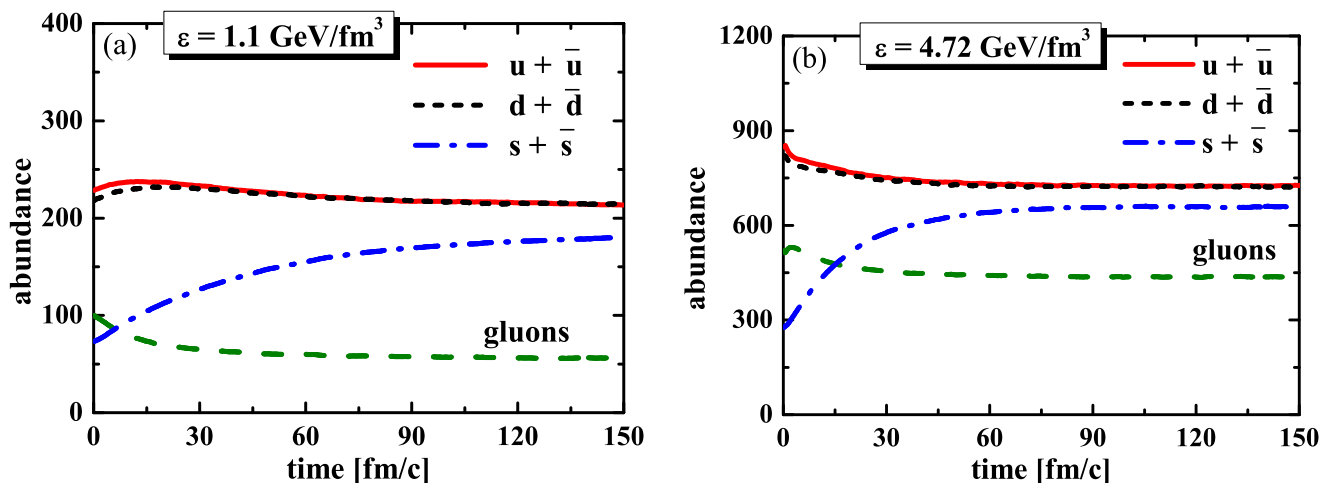 (a)
ε = 1.1 GeV/fm³
u + u̅
d + d̅
s + s̅
gluons
400
300
200
100
0
abundance
0 30 60 90 120 150
time [fm/c]
(b)
ε = 4.72 GeV/fm³
u + u̅
d + d̅
s + s̅
gluons
1200
900
600
300
0
abundance
0 30 60 90 120 150
time [fm/c]